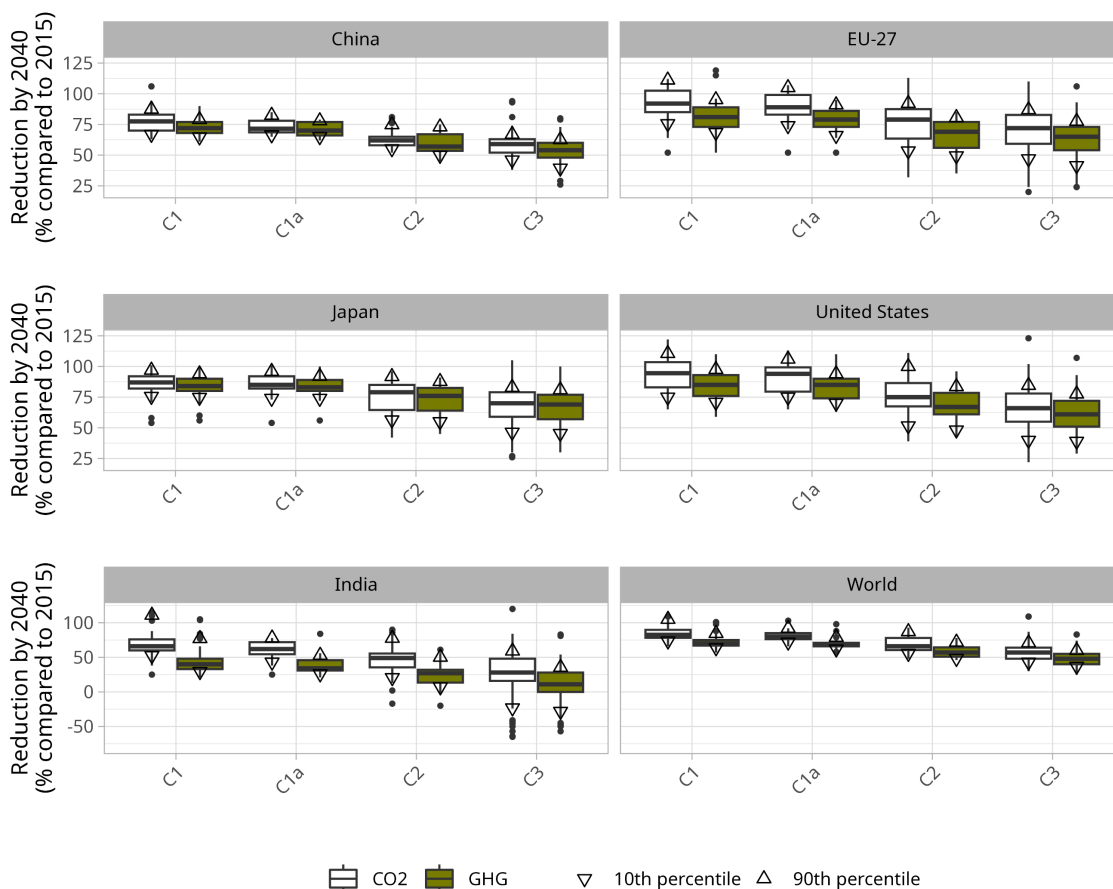 China
EU-27
Reduction by 2040
(% compared to 2015)
125
100
75
50
25
C1
C1a
C2
C3
C1
C1a
C2
C3
Japan
United States
Reduction by 2040
(% compared to 2015)
125
100
75
50
25
C1
C1a
C2
C3
C1
C1a
C2
C3
India
World
Reduction by 2040
(% compared to 2015)
100
50
0
-50
C1
C1a
C2
C3
C1
C1a
C2
C3
CO2 GHG 10th percentile 90th percentile